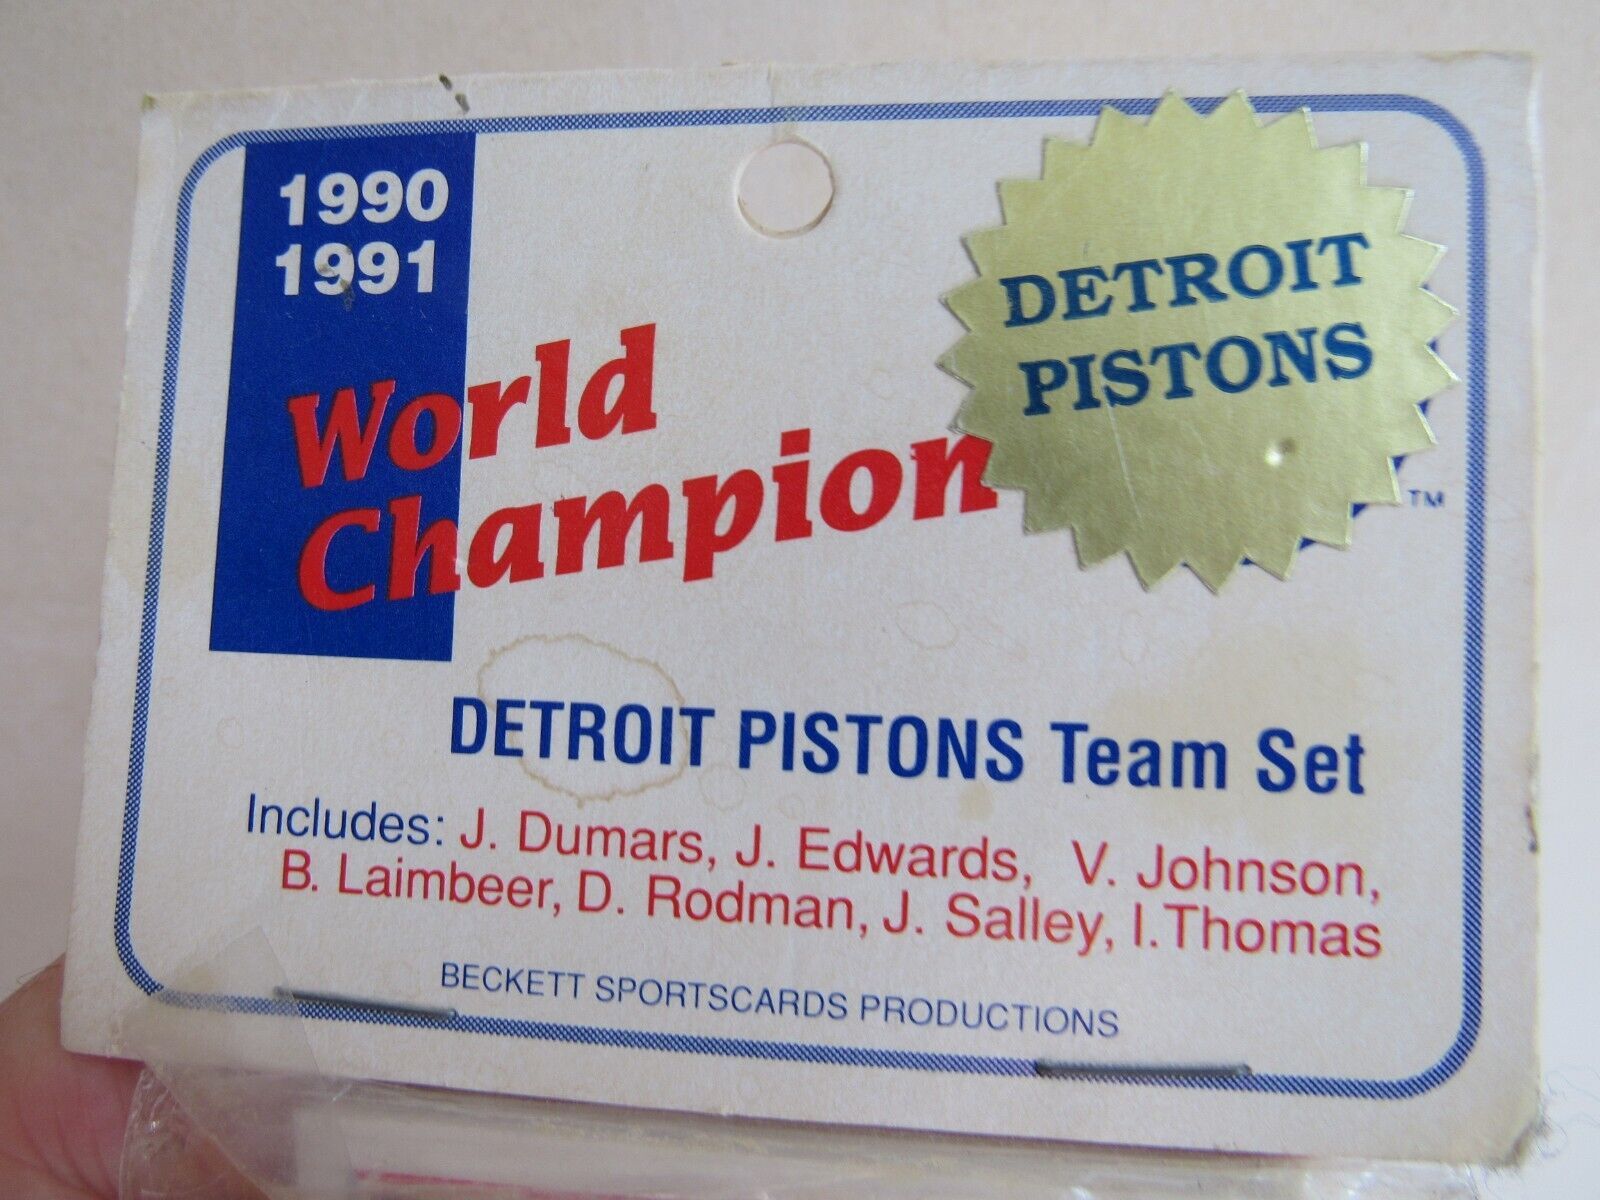 1990
1991
World
Champion
DETROIT
PISTONS
TM
DETROIT PISTONS Team Set
Includes: J. Dumars, J. Edwards, V. Johnson,
B. Laimbeer, D. Rodman, J. Salley, I. Thomas
BECKETT SPORTSCARDS PRODUCTIONS